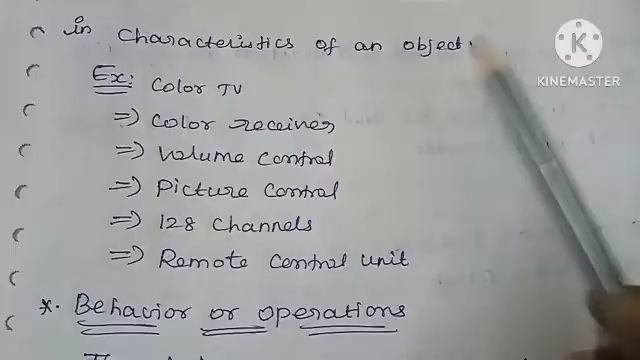 in characteristics of an object.
Ex: Color TV
=> Color receiver
=> Volume control
=> Picture control
=> 128 Channels
=> Remote control unit
*. Behavior or operations
K
KINEMASTER